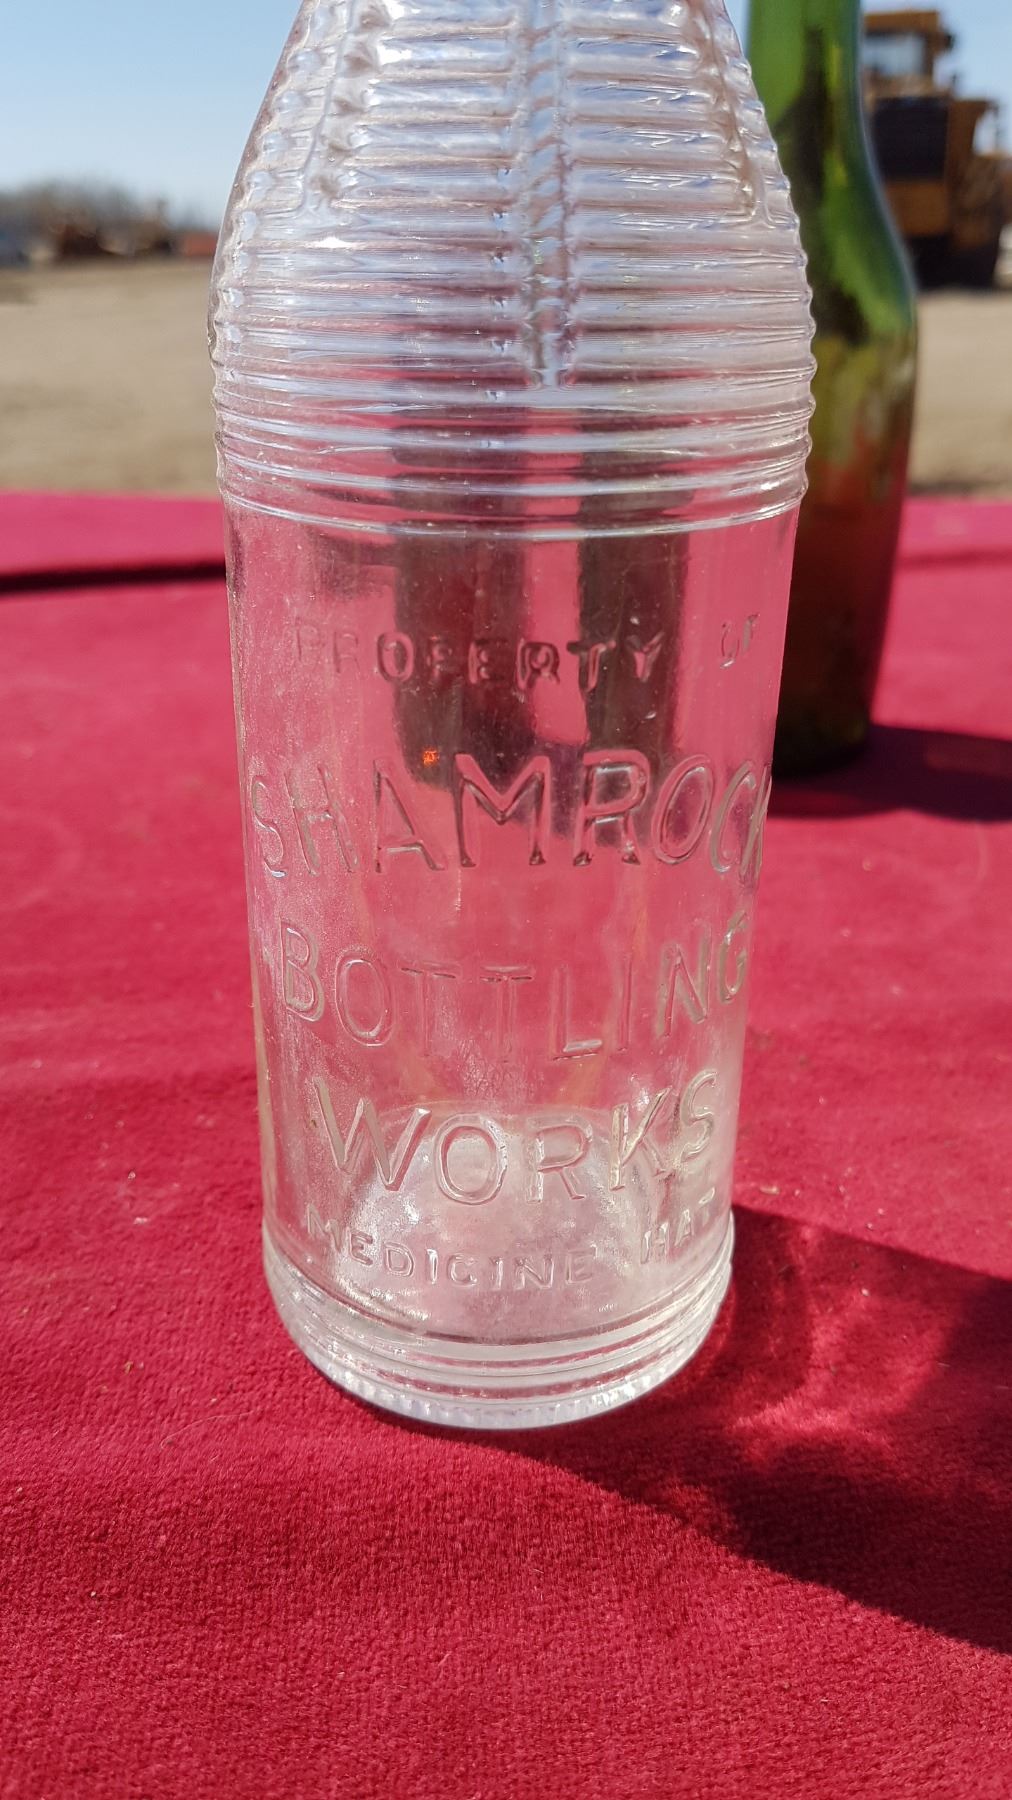 PROPERTY OF
SHAMROCK
BOTTLING
WORKS
MEDICINE HAT